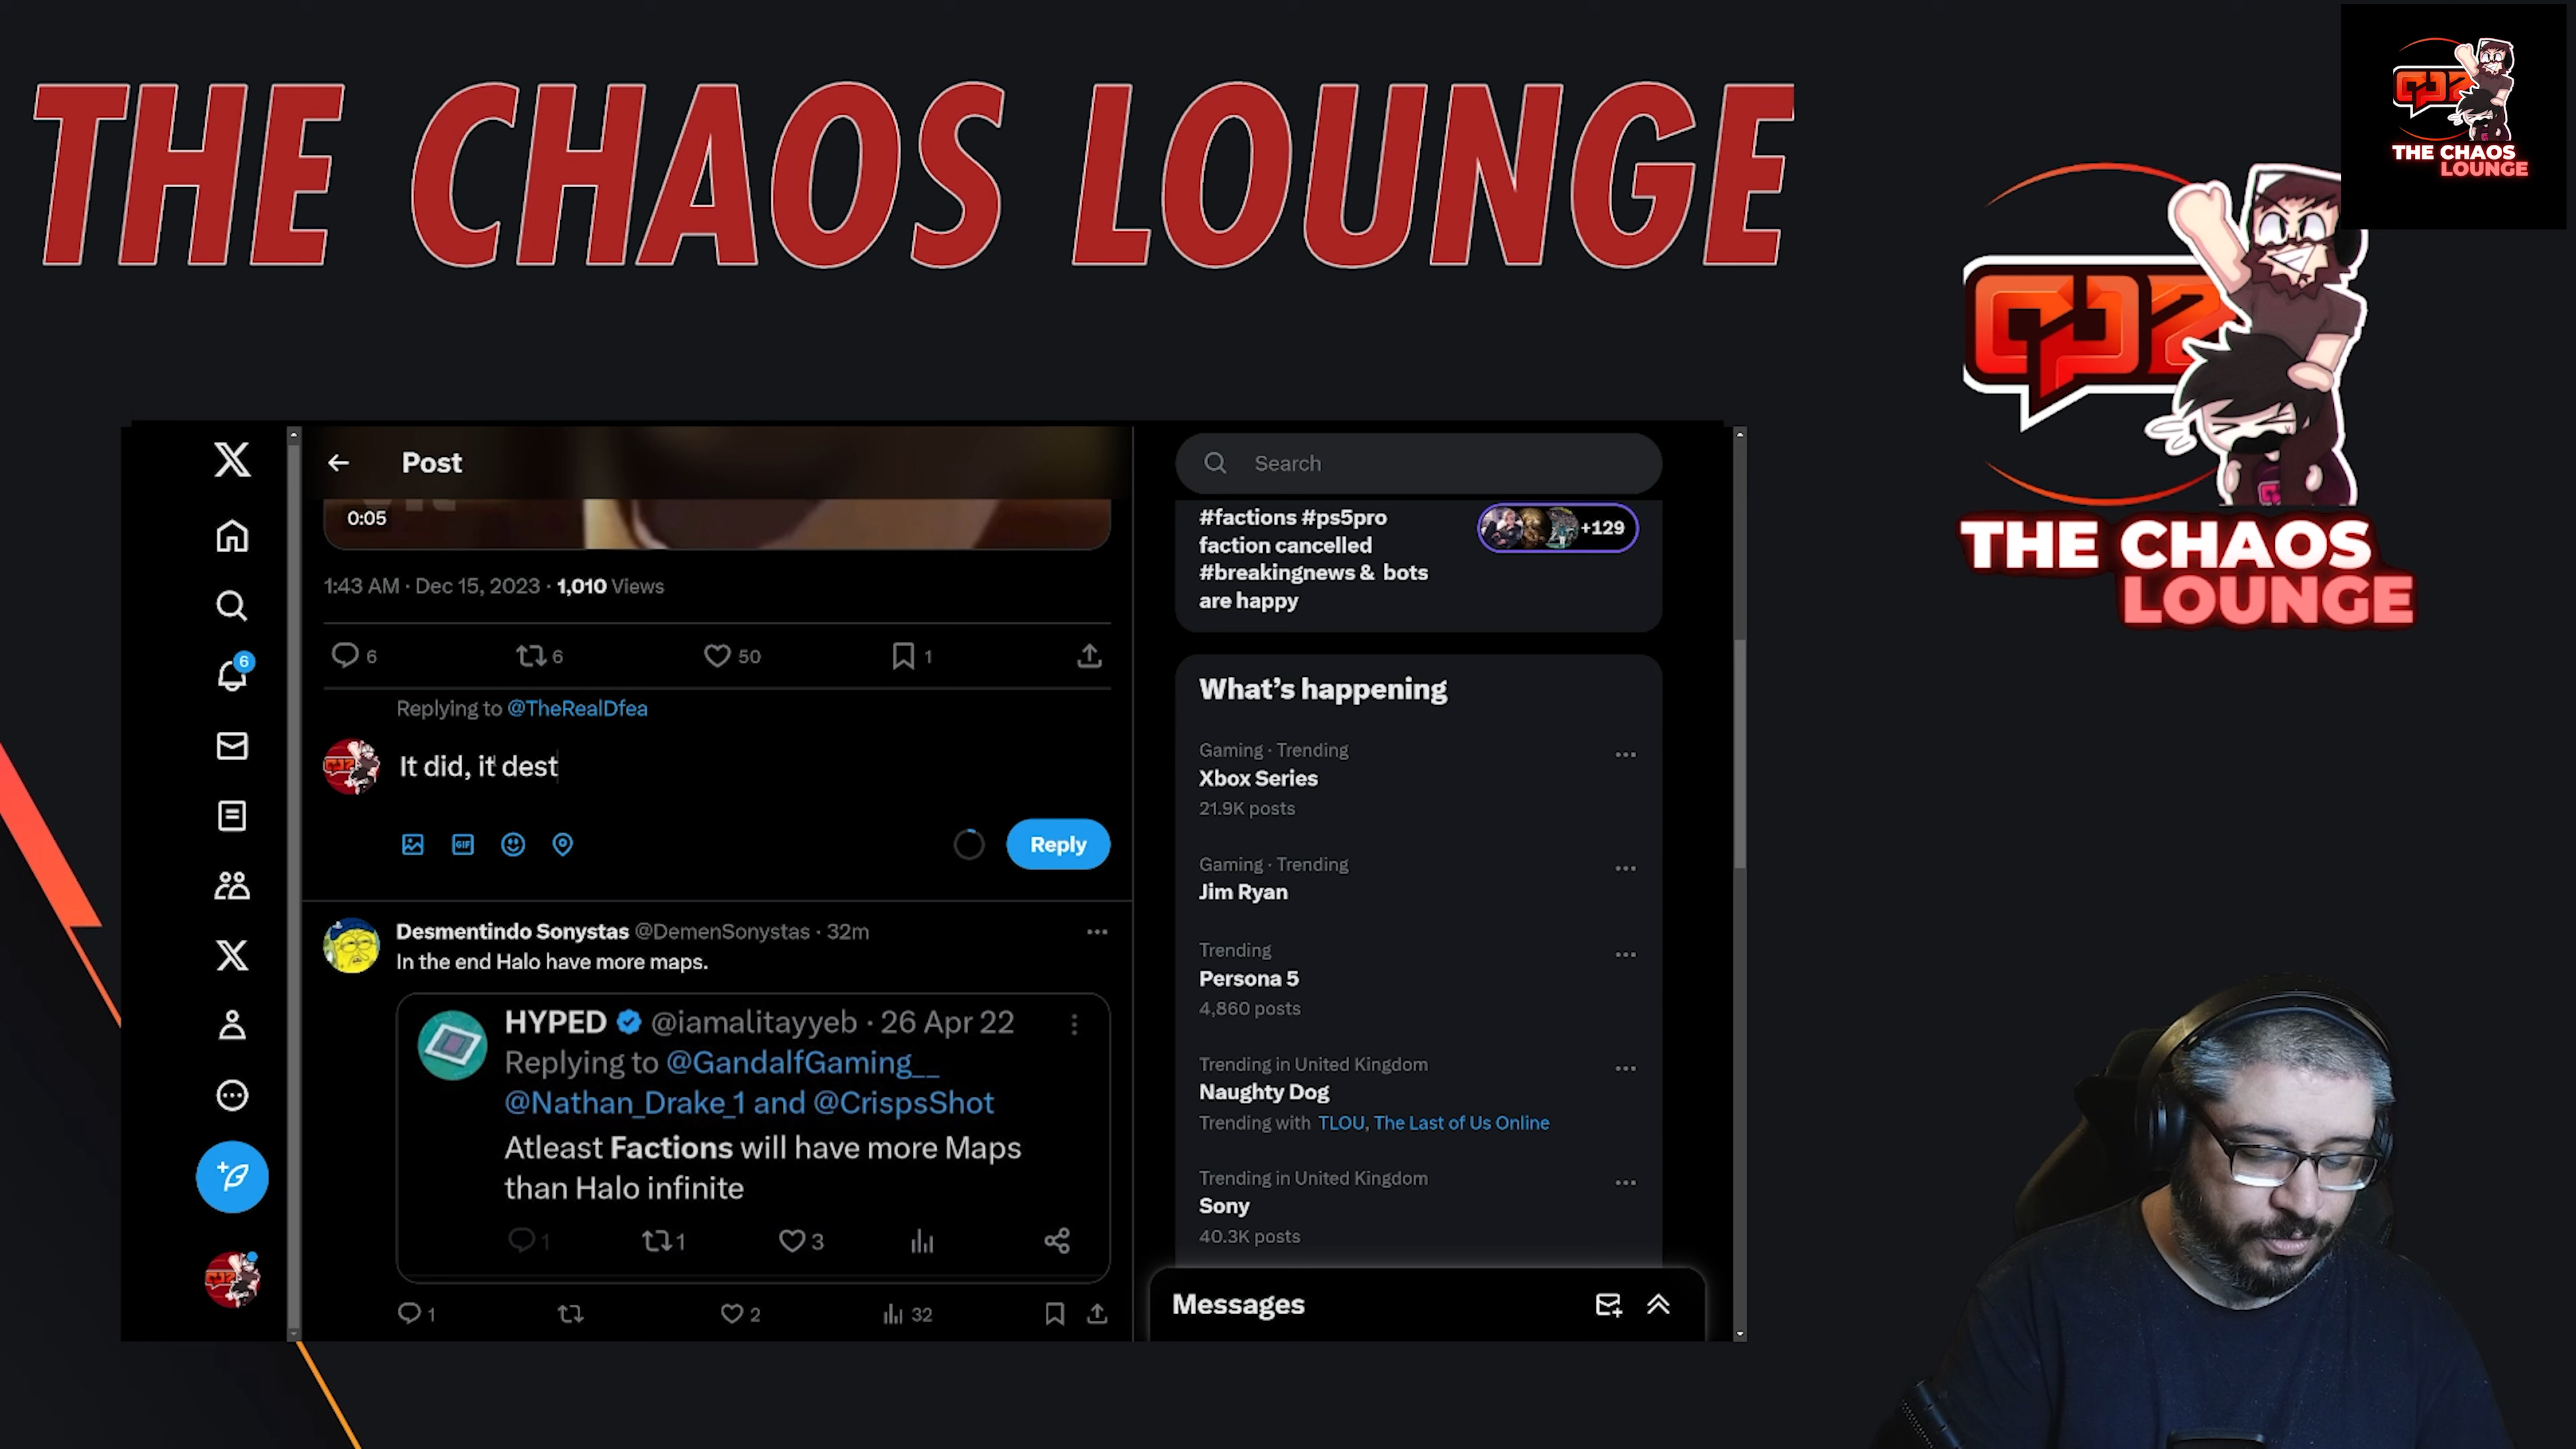 THE CHAOS LOUNGE
THE CHAOS
LOUNGE
THE CHAOS
LOUNGE
Post
0:05
1:43 AM · Dec 15, 2023 · 1,010 Views
6
6
50
1
Replying to @TheRealDfea
It did, it dest
GIF
Reply
6
Desmentindo Sonystas @DemenSonystas · 32m
In the end Halo have more maps.
HYPED @iamalitayyeb · 26 Apr 22
Replying to @GandalfGaming__
@Nathan_Drake_1 and @CrispsShot
Atleast Factions will have more Maps
than Halo infinite
1
1
3
1
2
32
Search
#factions #ps5pro
faction cancelled
#breakingnews & bots
are happy
+129
What's happening
Gaming · Trending
Xbox Series
21.9K posts
Gaming · Trending
Jim Ryan
Trending
Persona 5
4,860 posts
Trending in United Kingdom
Naughty Dog
Trending with TLOU, The Last of Us Online
Trending in United Kingdom
Sony
40.3K posts
Messages